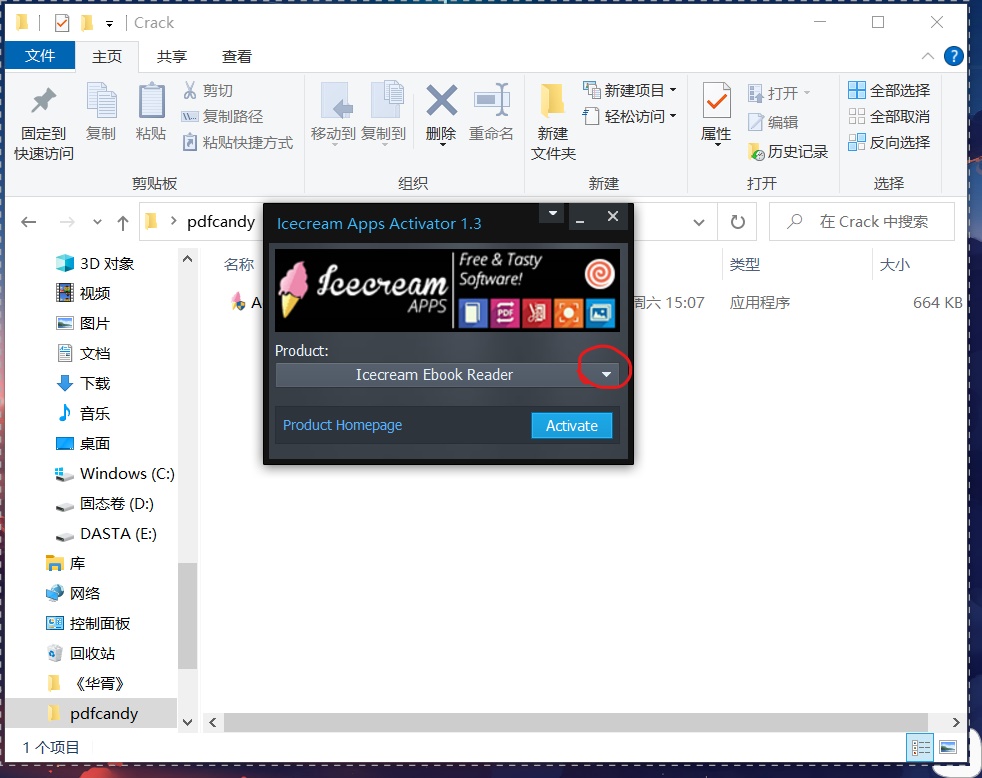 Crack
文件 主页 共享 查看
固定到
快速访问
复制
粘贴
剪切
复制路径
粘贴快捷方式
剪贴板
移动到 复制到
删除 重命名
组织
新建
文件夹
新建项目
轻松访问
新建
属性
打开
编辑
历史记录
打开
全部选择
全部取消
反向选择
选择
pdfcandy
在 Crack 中搜索
3D 对象
视频
图片
文档
下载
音乐
桌面
Windows (C:)
固态卷 (D:)
DASTA (E:)
库
网络
控制面板
回收站
《华胥》
pdfcandy
名称 类型 大小
A 周六 15:07 应用程序 664 KB
Icecream Apps Activator 1.3
Icecream
APPS
Free & Tasty
Software!
PDF
Product:
Icecream Ebook Reader
Product Homepage
Activate
1 个项目